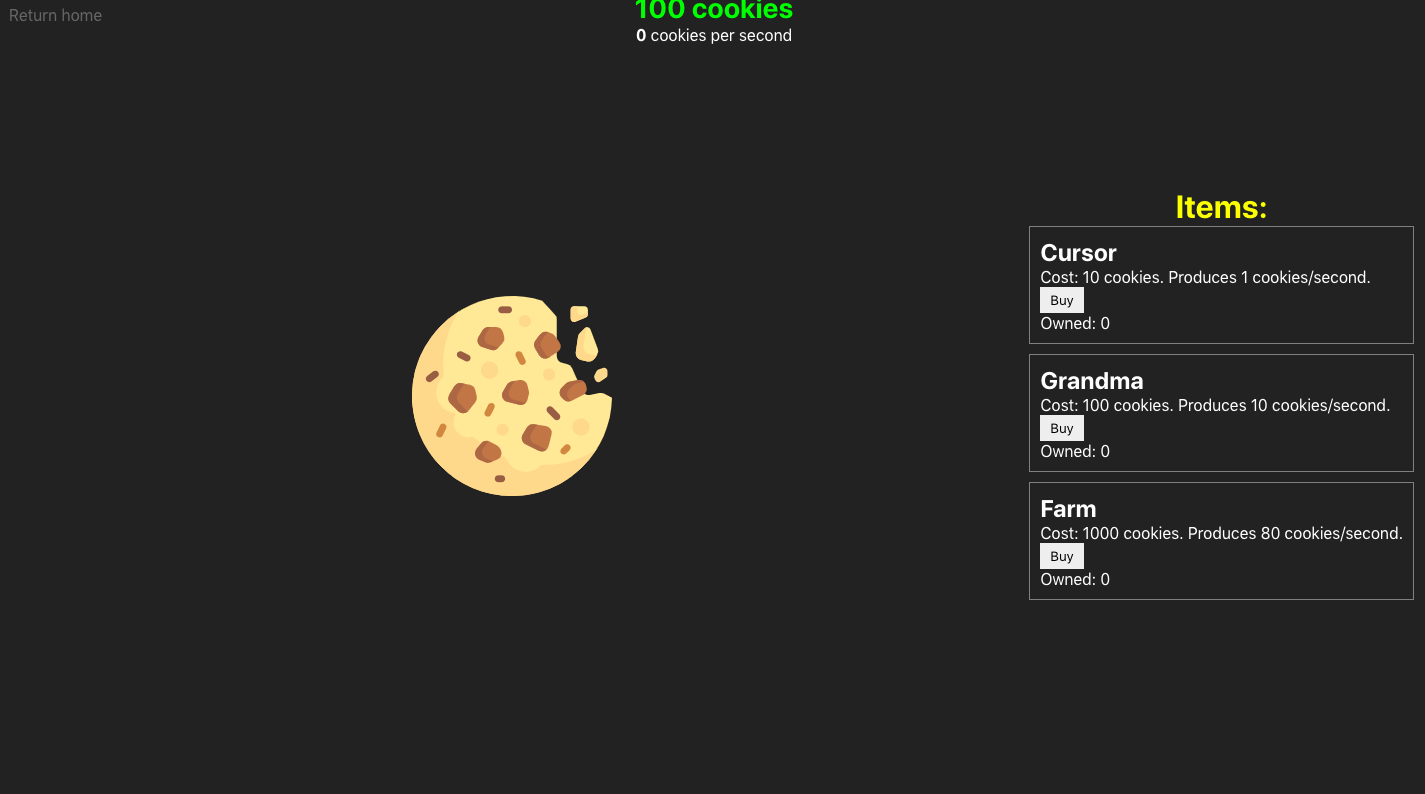 Return home
100 cookies
0 cookies per second
Items:
Cursor
Cost: 10 cookies. Produces 1 cookies/second.
Buy
Owned: 0
Grandma
Cost: 100 cookies. Produces 10 cookies/second.
Buy
Owned: 0
Farm
Cost: 1000 cookies. Produces 80 cookies/second.
Buy
Owned: 0